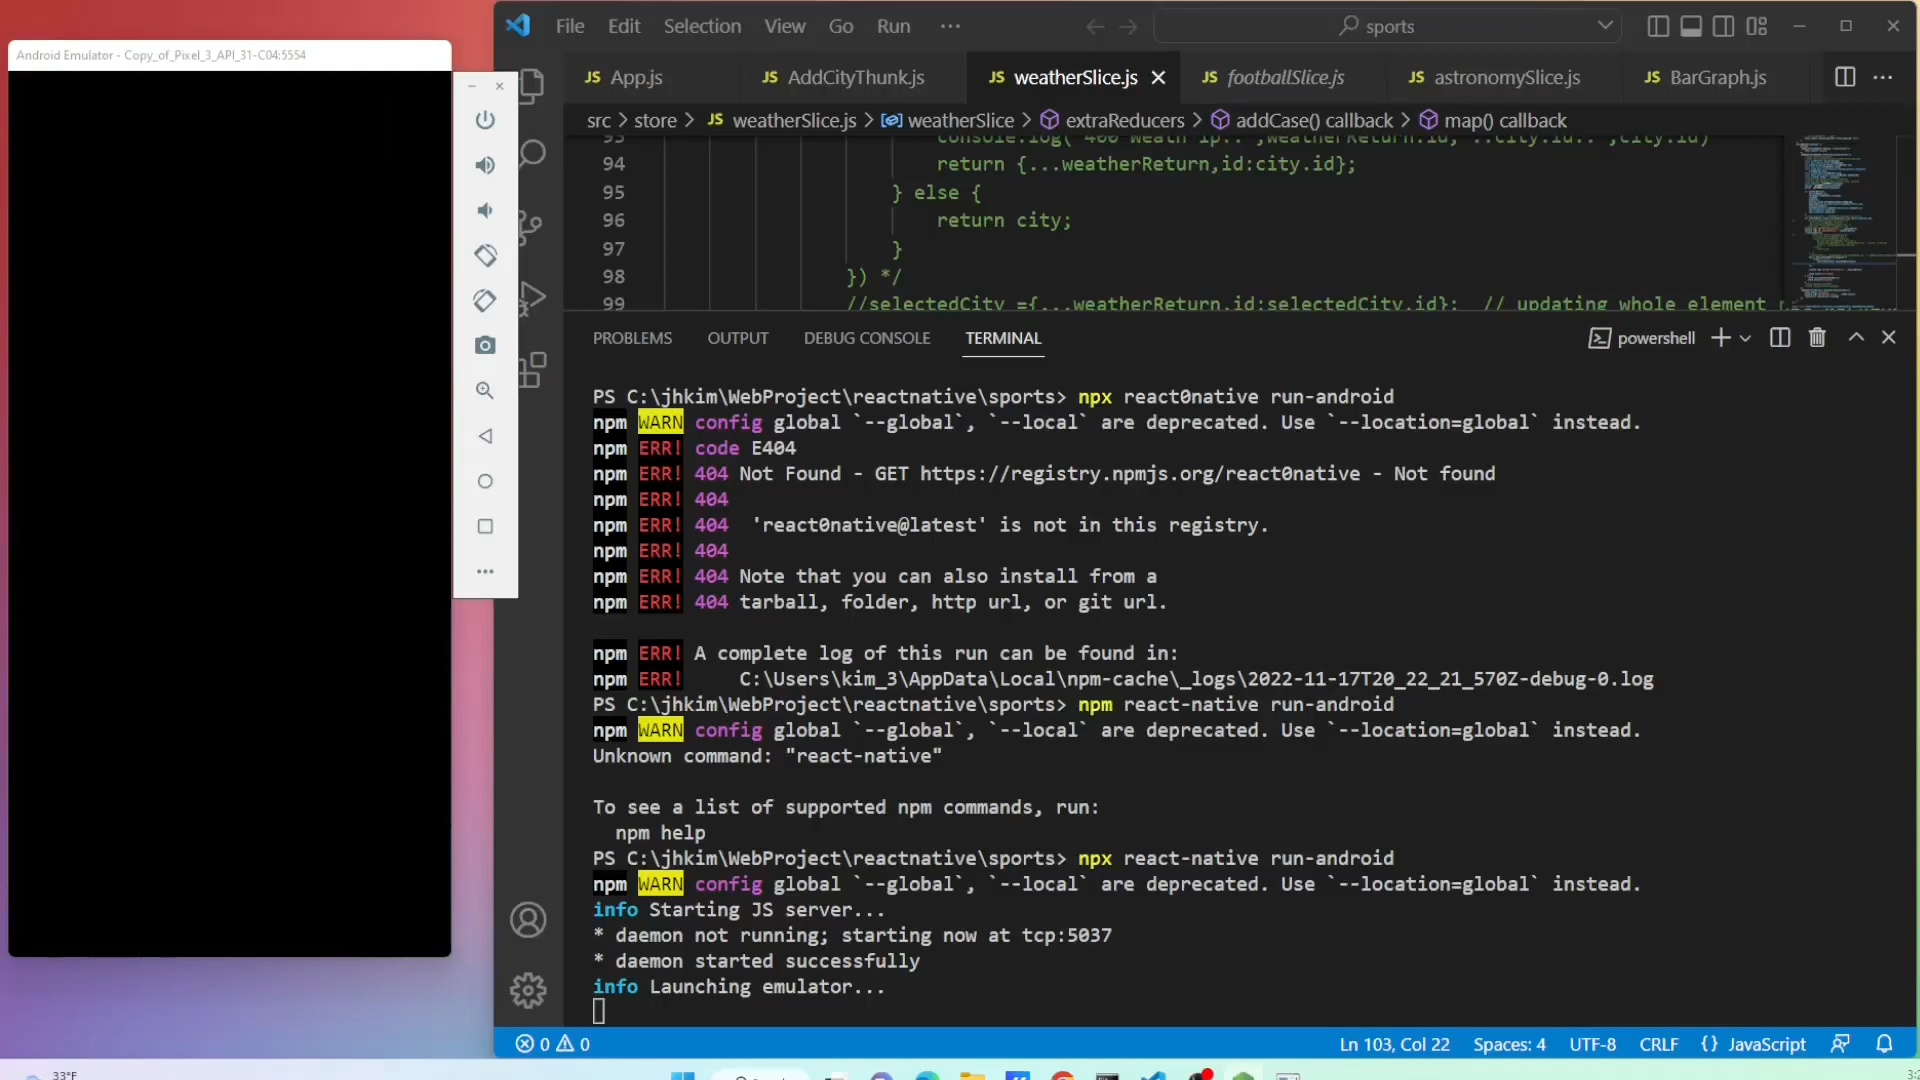 Android Emulator - Copy_of_Pixel_3_API_31-C04:5554
File Edit Selection View Go Run ···
sports
JS App.js
JS AddCityThunk.js
JS weatherSlice.js
JS footballSlice.js
JS astronomySlice.js
JS BarGraph.js
src > store > JS weatherSlice.js > weatherSlice > extraReducers > addCase() callback > map() callback
93 console.log("400 weath ip..",weatherReturn.id,"..city.id..",city.id)
94 return {...weatherReturn,id:city.id};
95 } else {
96 return city;
97 }
98 }) */
99 //selectedCity ={...weatherReturn,id:selectedCity.id}; // updating whole element
PROBLEMS OUTPUT DEBUG CONSOLE TERMINAL
powershell
PS C:\jhkim\WebProject\reactnative\sports> npx react0native run-android
npm WARN config global `--global`, `--local` are deprecated. Use `--location=global` instead.
npm ERR! code E404
npm ERR! 404 Not Found - GET https://registry.npmjs.org/react0native - Not found
npm ERR! 404
npm ERR! 404  'react0native@latest' is not in this registry.
npm ERR! 404
npm ERR! 404 Note that you can also install from a
npm ERR! 404 tarball, folder, http url, or git url.
npm ERR! A complete log of this run can be found in:
npm ERR!     C:\Users\kim_3\AppData\Local\npm-cache\_logs\2022-11-17T20_22_21_570Z-debug-0.log
PS C:\jhkim\WebProject\reactnative\sports> npm react-native run-android
npm WARN config global `--global`, `--local` are deprecated. Use `--location=global` instead.
Unknown command: "react-native"
To see a list of supported npm commands, run:
npm help
PS C:\jhkim\WebProject\reactnative\sports> npx react-native run-android
npm WARN config global `--global`, `--local` are deprecated. Use `--location=global` instead.
info Starting JS server...
* daemon not running; starting now at tcp:5037
* daemon started successfully
info Launching emulator...
0 0
Ln 103, Col 22 Spaces: 4 UTF-8 CRLF {} JavaScript
33°F